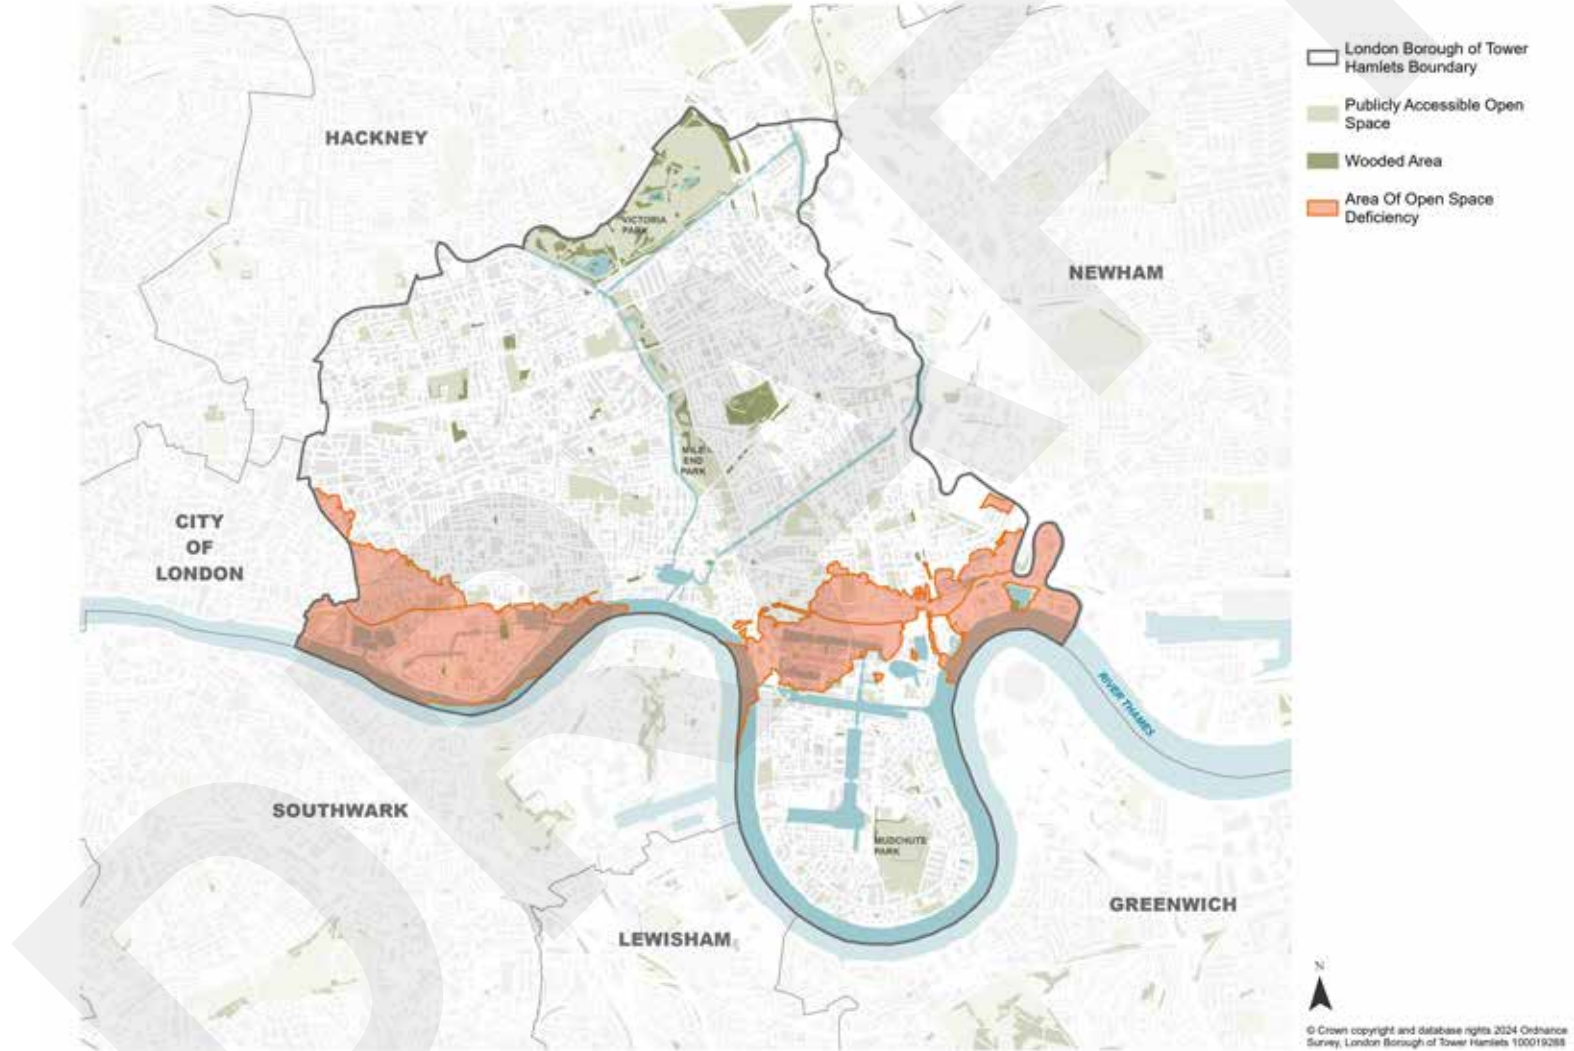 London Borough of Tower
Hamlets Boundary
Publicly Accessible Open
Space
Wooded Area
Area Of Open Space
Deficiency
HACKNEY
VICTORIA
PARK
NEWHAM
MILE
END
PARK
CITY
OF
LONDON
RIVER THAMES
SOUTHWARK
MUDCHUTE
PARK
GREENWICH
LEWISHAM
N
© Crown copyright and database rights 2024 Ordnance
Survey, London Borough of Tower Hamlets 100019288
DRAFT